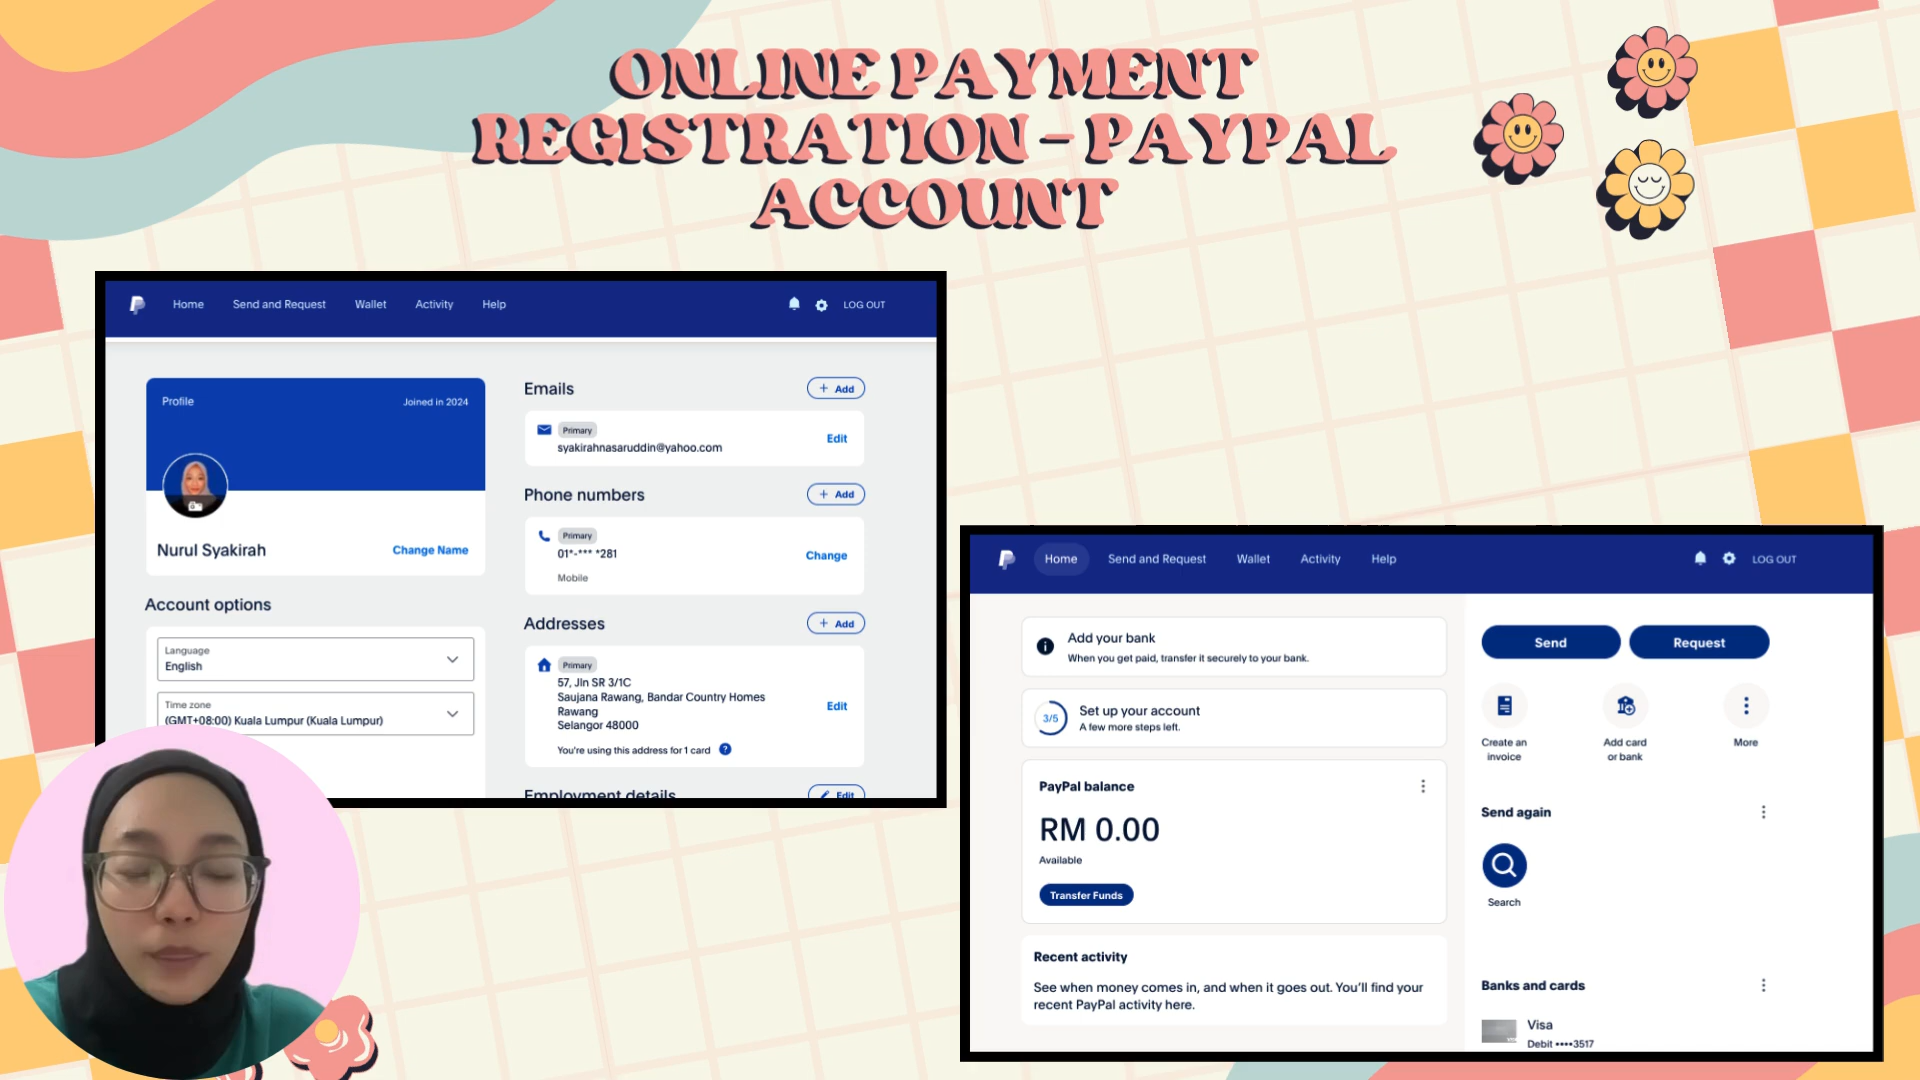 ONLINE PAYMENT
REGISTRATION - PAYPAL
ACCOUNT
Home Send and Request Wallet Activity Help LOG OUT
Profile Joined in 2024
Nurul Syakirah Change Name
Account options
Language
English
Time zone
(GMT+08:00) Kuala Lumpur (Kuala Lumpur)
Emails + Add
Primary
syakirahnasaruddin@yahoo.com
Edit
Phone numbers + Add
Primary
01*-*** *281
Change
Mobile
Addresses + Add
Primary
57, Jln SR 3/1C
Saujana Rawang, Bandar Country Homes
Rawang
Selangor 48000
Edit
You're using this address for 1 card ?
Employment details Edit
Home Send and Request Wallet Activity Help LOG OUT
Add your bank
When you get paid, transfer it securely to your bank.
3/5
Set up your account
A few more steps left.
PayPal balance
RM 0.00
Available
Transfer Funds
Recent activity
See when money comes in, and when it goes out. You'll find your
recent PayPal activity here.
Send Request
Create an
invoice
Add card
or bank
More
Send again
Search
Banks and cards
Visa
Debit ••••3517